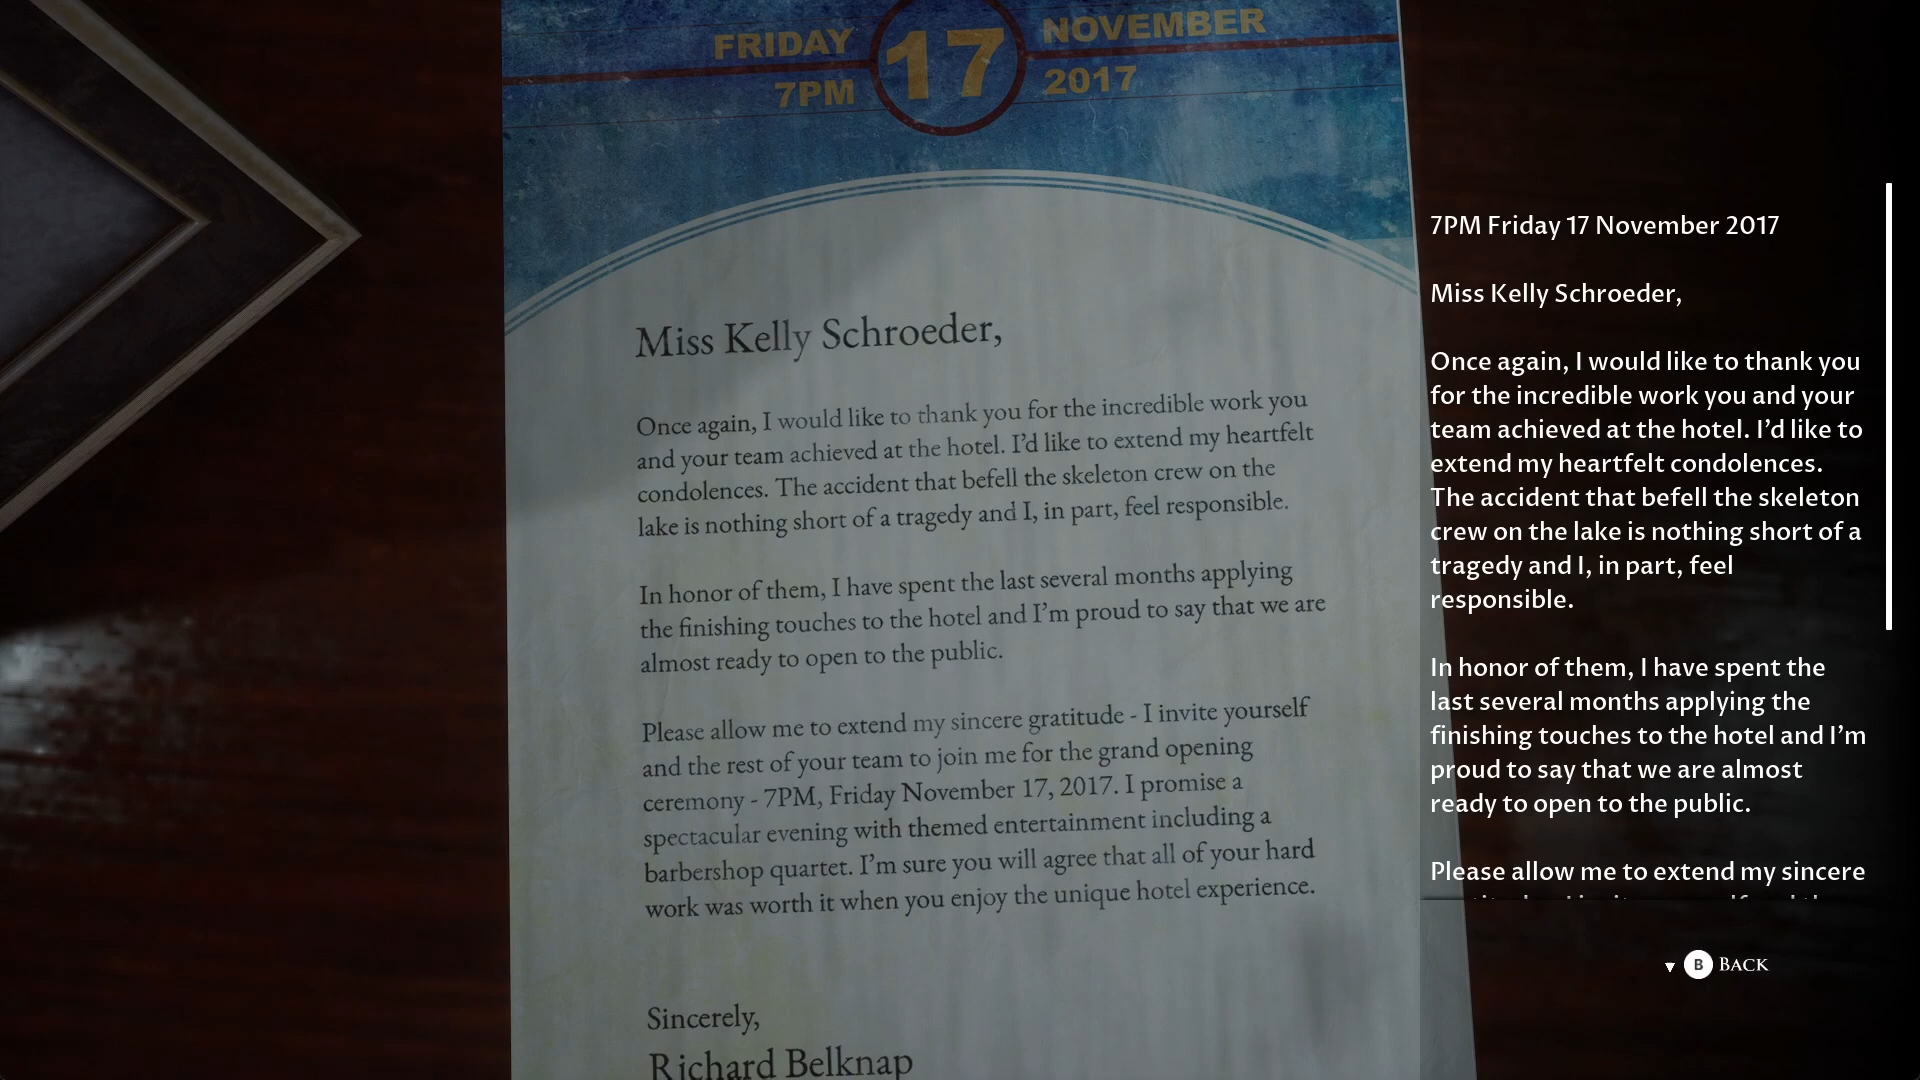 FRIDAY 17 NOVEMBER
7PM 2017
Miss Kelly Schroeder,
Once again, I would like to thank you for the incredible work you
and your team achieved at the hotel. I'd like to extend my heartfelt
condolences. The accident that befell the skeleton crew on the
lake is nothing short of a tragedy and I, in part, feel responsible.
In honor of them, I have spent the last several months applying
the finishing touches to the hotel and I'm proud to say that we are
almost ready to open to the public.
Please allow me to extend my sincere gratitude - I invite yourself
and the rest of your team to join me for the grand opening
ceremony - 7PM, Friday November 17, 2017. I promise a
spectacular evening with themed entertainment including a
barbershop quartet. I'm sure you will agree that all of your hard
work was worth it when you enjoy the unique hotel experience.
Sincerely,
Richard Belknap
7PM Friday 17 November 2017
Miss Kelly Schroeder,
Once again, I would like to thank you
for the incredible work you and your
team achieved at the hotel. I'd like to
extend my heartfelt condolences.
The accident that befell the skeleton
crew on the lake is nothing short of a
tragedy and I, in part, feel
responsible.
In honor of them, I have spent the
last several months applying the
finishing touches to the hotel and I'm
proud to say that we are almost
ready to open to the public.
Please allow me to extend my sincere
B BACK